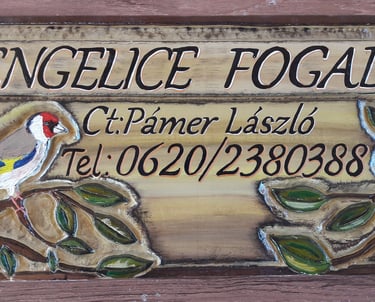 ENGELICE FOGAD
Ct:Pámer László
Tel:0620/2380388